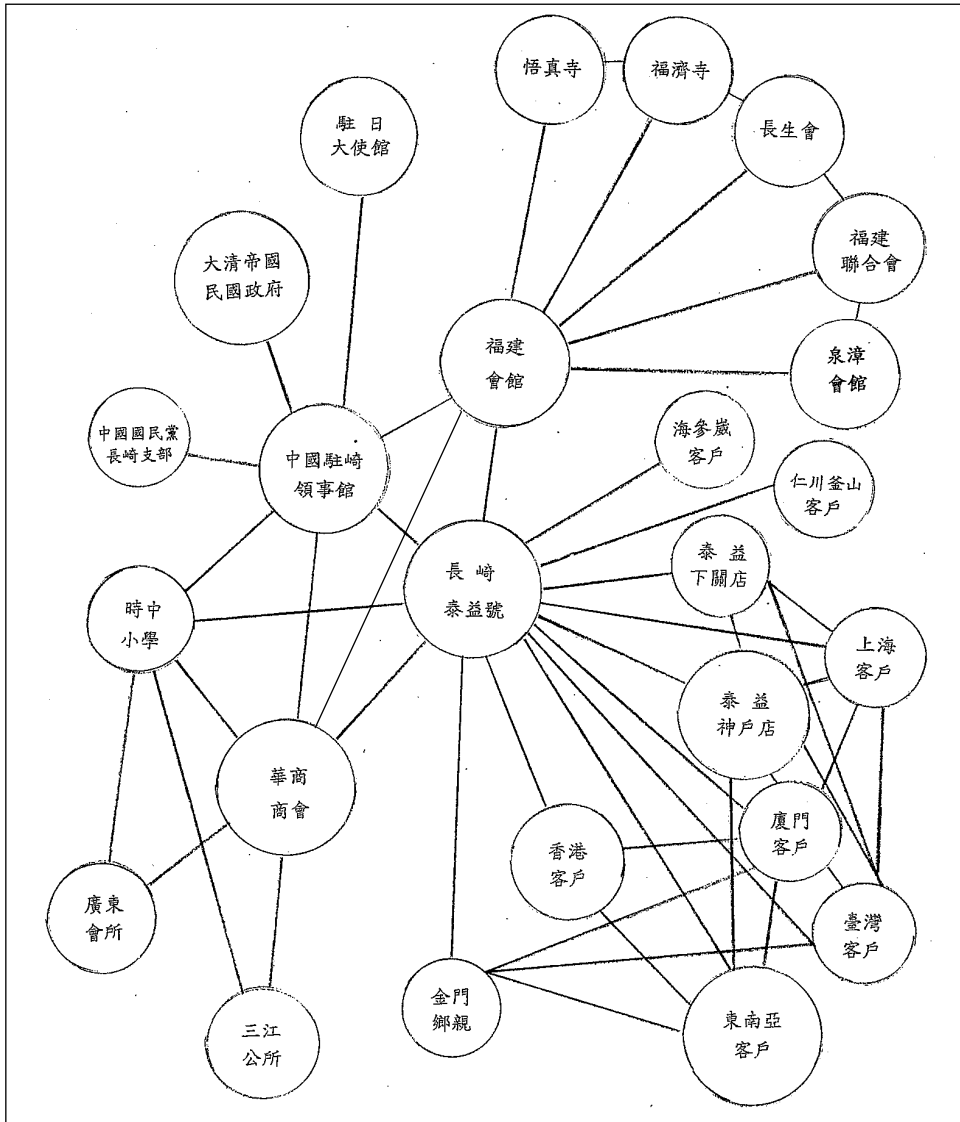 悟真寺
福濟寺
駐日
大使館
長生會
大清帝國
民國政府
福建
聯合會
福建
會館
泉漳
會館
中國國民黨
長崎支部
中國駐崎
領事館
海參崴
客戶
仁川釜山
客戶
長崎
泰益號
泰益
下關店
時中
小學
上海
客戶
泰益
神戶店
華商
商會
香港
客戶
廈門
客戶
廣東
會所
臺灣
客戶
金門
鄉親
東南亞
客戶
三江
公所